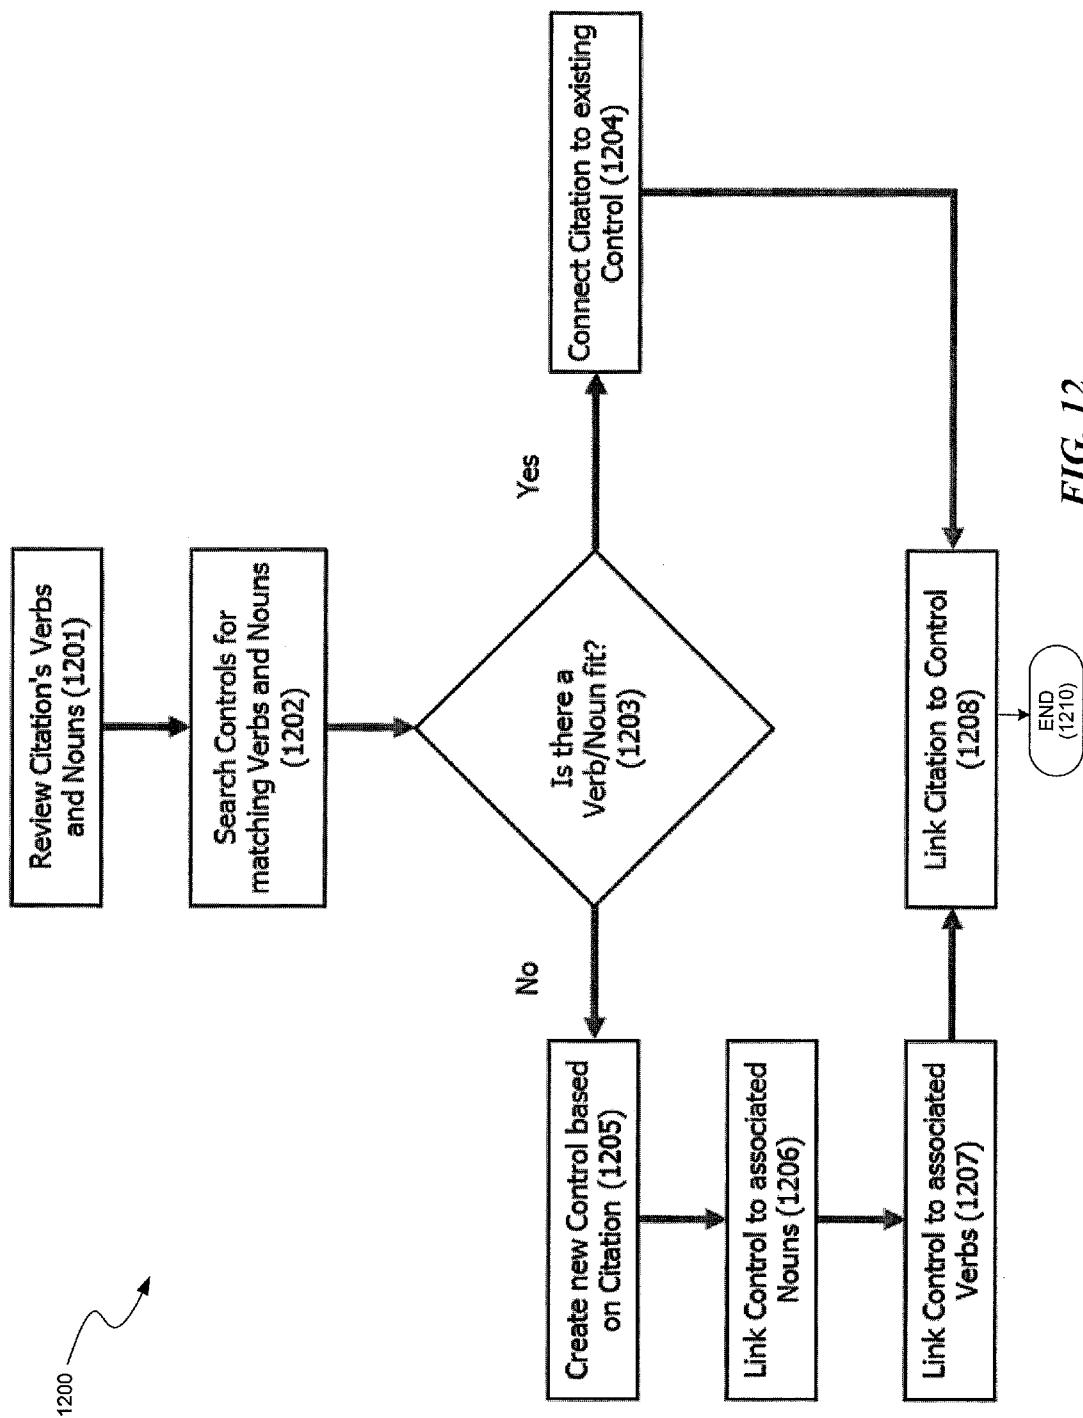 1200
Review Citation's Verbs
and Nouns (1201)
Search Controls for
matching Verbs and Nouns
(1202)
Is there a
Verb/Noun fit?
(1203)
No
Yes
Create new Control based
on Citation (1205)
Connect Citation to existing
Control (1204)
Link Control to associated
Nouns (1206)
Link Control to associated
Verbs (1207)
Link Citation to Control
(1208)
END
(1210)
FIG. 12